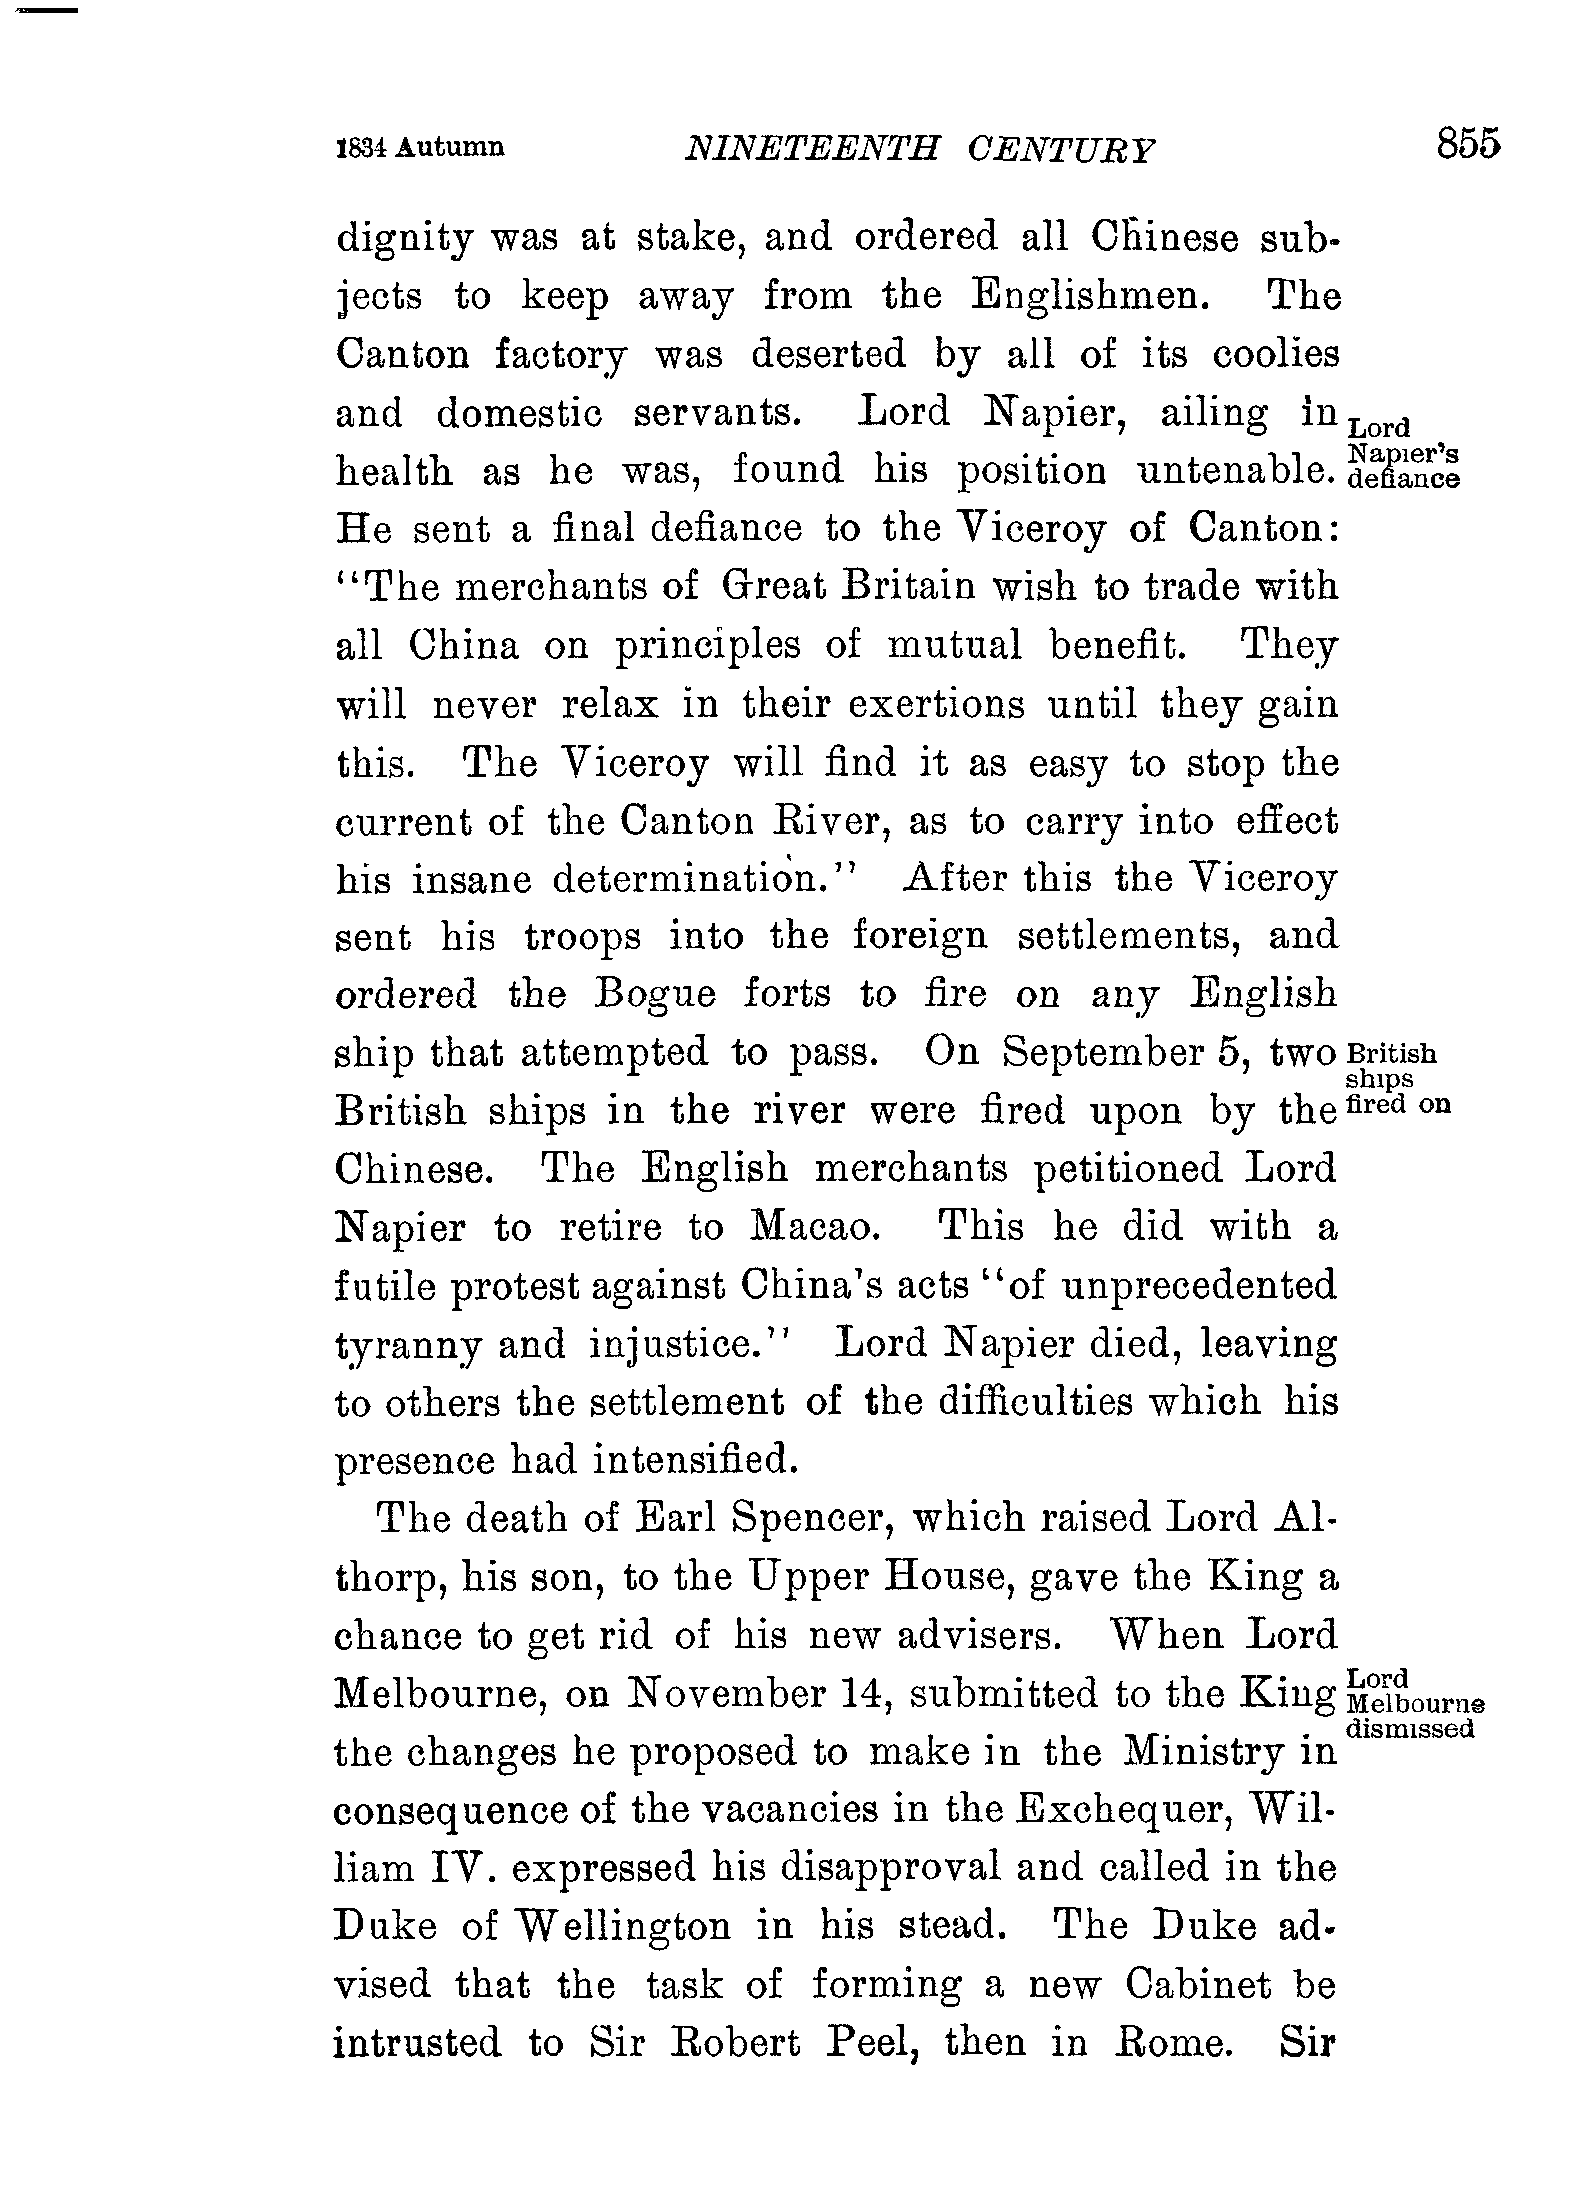 1834 Autumn NINETEENTH CENTURY 855
dignity was at stake, and ordered all Chinese sub-
jects to keep away from the Englishmen. The
Canton factory was deserted by all of its coolies
and domestic servants. Lord Napier, ailing in
health as he was, found his position untenable.
Lord
Napier's
defiance
He sent a final defiance to the Viceroy of Canton:
"The merchants of Great Britain wish to trade with
all China on principles of mutual benefit. They
will never relax in their exertions until they gain
this. The Viceroy will find it as easy to stop the
current of the Canton River, as to carry into effect
his insane determination." After this the Viceroy
sent his troops into the foreign settlements, and
ordered the Bogue forts to fire on any English
ship that attempted to pass. On September 5, two
British ships in the river were fired upon by the
British
ships
fired on
Chinese. The English merchants petitioned Lord
Napier to retire to Macao. This he did with a
futile protest against China's acts "of unprecedented
tyranny and injustice." Lord Napier died, leaving
to others the settlement of the difficulties which his
presence had intensified.
The death of Earl Spencer, which raised Lord Al-
thorp, his son, to the Upper House, gave the King a
chance to get rid of his new advisers. When Lord
Melbourne, on November 14, submitted to the King
the changes he proposed to make in the Ministry in
Lord
Melbourne
dismissed
consequence of the vacancies in the Exchequer, Wil-
liam IV. expressed his disapproval and called in the
Duke of Wellington in his stead. The Duke ad-
vised that the task of forming a new Cabinet be
intrusted to Sir Robert Peel, then in Rome. Sir